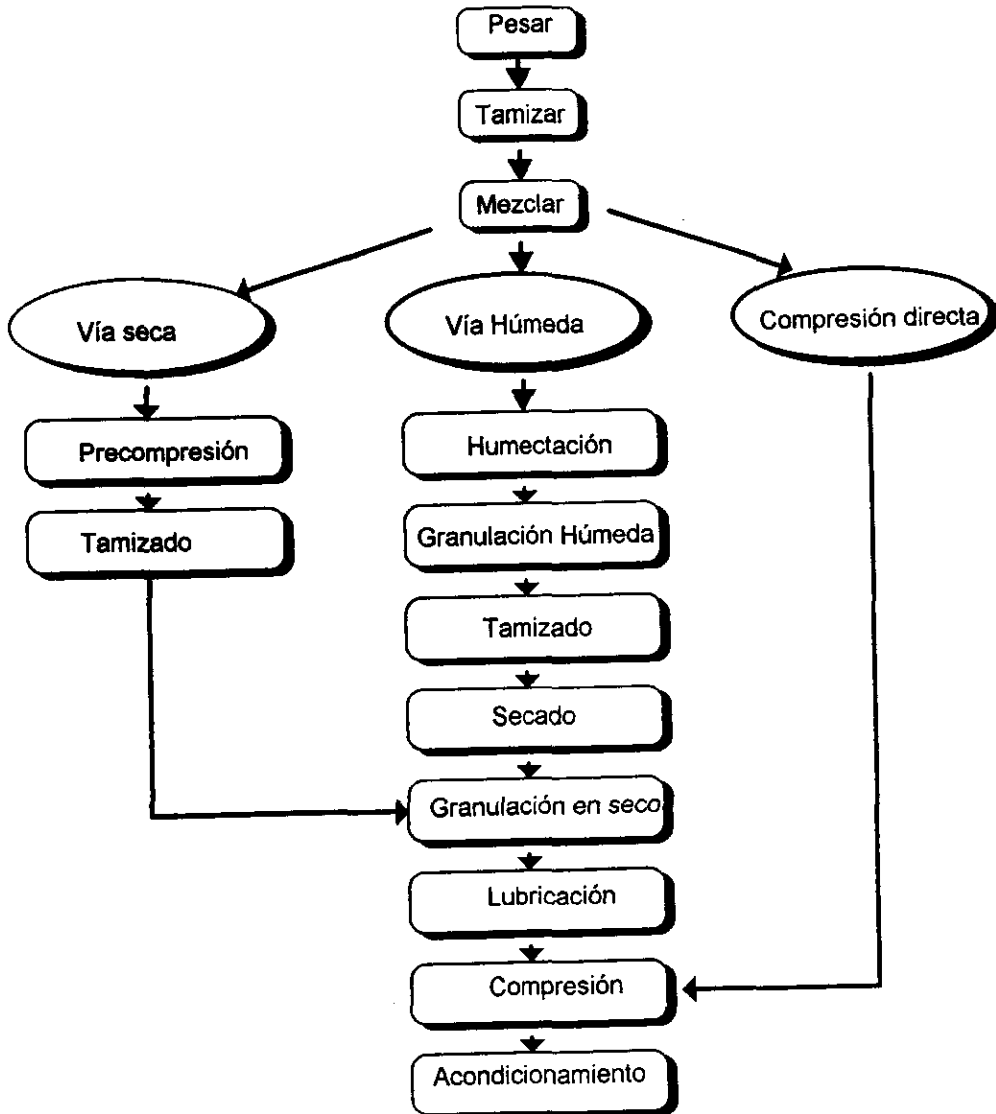 Pesar
Tamizar
Mezclar
Vía seca
Vía Húmeda
Compresión directa
Precompresión
Tamizado
Humectación
Granulación Húmeda
Tamizado
Secado
Granulación en seco
Lubricación
Compresión
Acondicionamiento